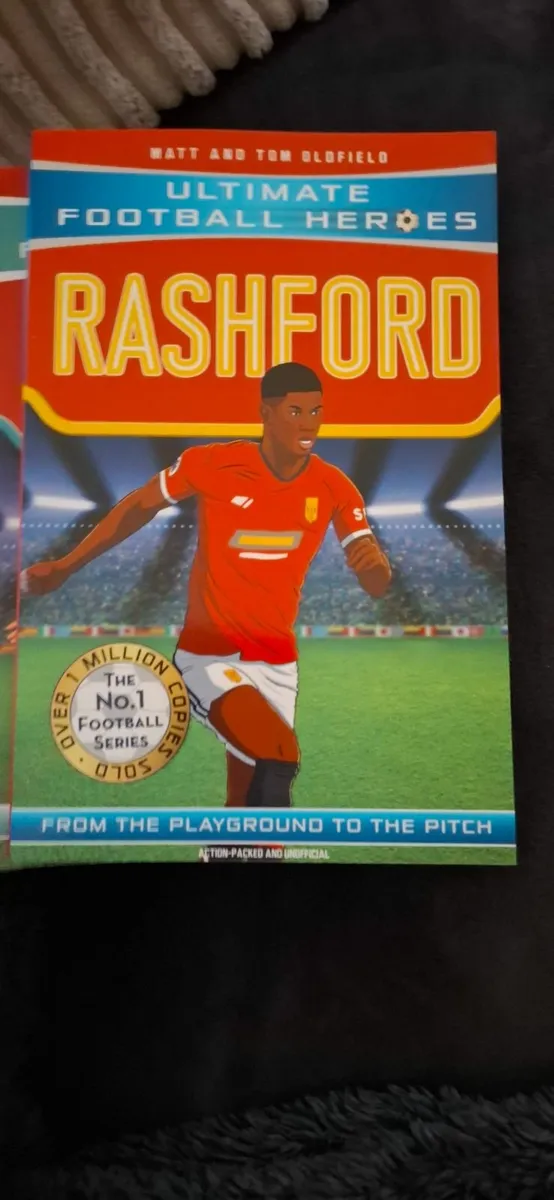 MATT AND TOM OLDFIELD
ULTIMATE
FOOTBALL HEROES
RASHFORD
OVER 1 MILLION COPIES SOLD
THE
No.1
FOOTBALL
SERIES
FROM THE PLAYGROUND TO THE PITCH
ACTION-PACKED AND UNOFFICIAL